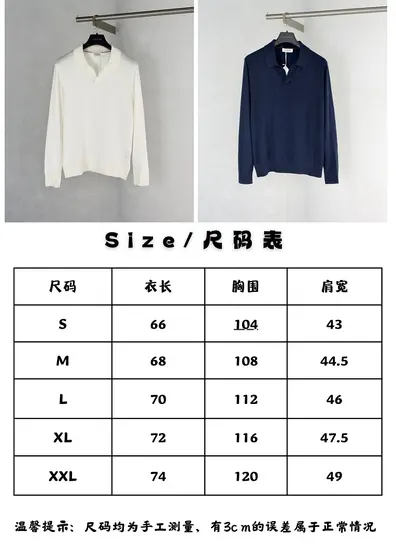 Size/尺码表
尺码 衣长 胸围 肩宽
S 66 104 43
M 68 108 44.5
L 70 112 46
XL 72 116 47.5
XXL 74 120 49
温馨提示：尺码均为手工测量、有3cm的误差属于正常情况